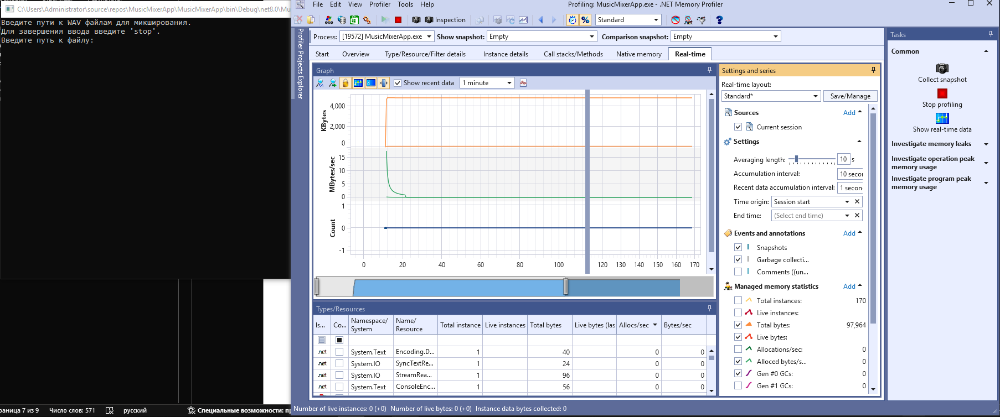 C:\Users\Administrator\source\repos\MusicMixerApp\MusicMixerApp\bin\Debug\net8.0\Mu
Введите пути к WAV файлам для микширования.
Для завершения ввода введите 'stop'.
Введите путь к файлу:
File Edit View Profiler Tools Help
Profiling: MusicMixerApp.exe - .NET Memory Profiler
Inspection
Standard
Profiler Projects Explorer
Process: [19572] MusicMixerApp.exe Show snapshot: Empty Comparison snapshot: Empty
Start Overview Type/Resource/Filter details Instance details Call stacks/Methods Native memory Real-time
Graph
Show recent data 1 minute
KBytes
4,000
2,000
0
MBytes/sec
15
10
5
0
Count
1
0
-1
0 20 40 60 80 100 120 130 140 150 160 170
Types/Resources
Is... Co... Namespace/System Name/Resource Total instance Live instances Total bytes Live bytes (las Allocs/sec Bytes/sec
.net System.Text Encoding.D... 1 40 0 0
.net System.IO SyncTextRe... 1 24 0 0
.net System.IO StreamRea... 1 96 0 0
.net System.Text ConsoleEnc... 1 56 0 0
Settings and series
Real-time layout:
Standard* Save/Manage
Sources Add
Current session
Settings
Averaging length: 10 s
Accumulation interval: 10 secon
Recent data accumulation interval: 1 secon
Time origin: Session start
End time: (Select end time)
Events and annotations Add
Snapshots
Garbage collecti...
Comments ((un...
Managed memory statistics Add
Total instances: 170
Live instances:
Total bytes: 97,964
Live bytes:
Allocations/sec: 0
Alloced bytes/s... 0
Gen #0 GCs: 0
Gen #1 GCs: 0
Tasks
Common
Collect snapshot
Stop profiling
Show real-time data
Investigate memory leaks
Investigate operation peak
memory usage
Investigate program peak
memory usage
Number of live instances: 0 (+0) Number of live bytes: 0 (+0) Instance data bytes collected: 0
раница 7 из 9 Число слов: 571 русский Специальные возможности: пр